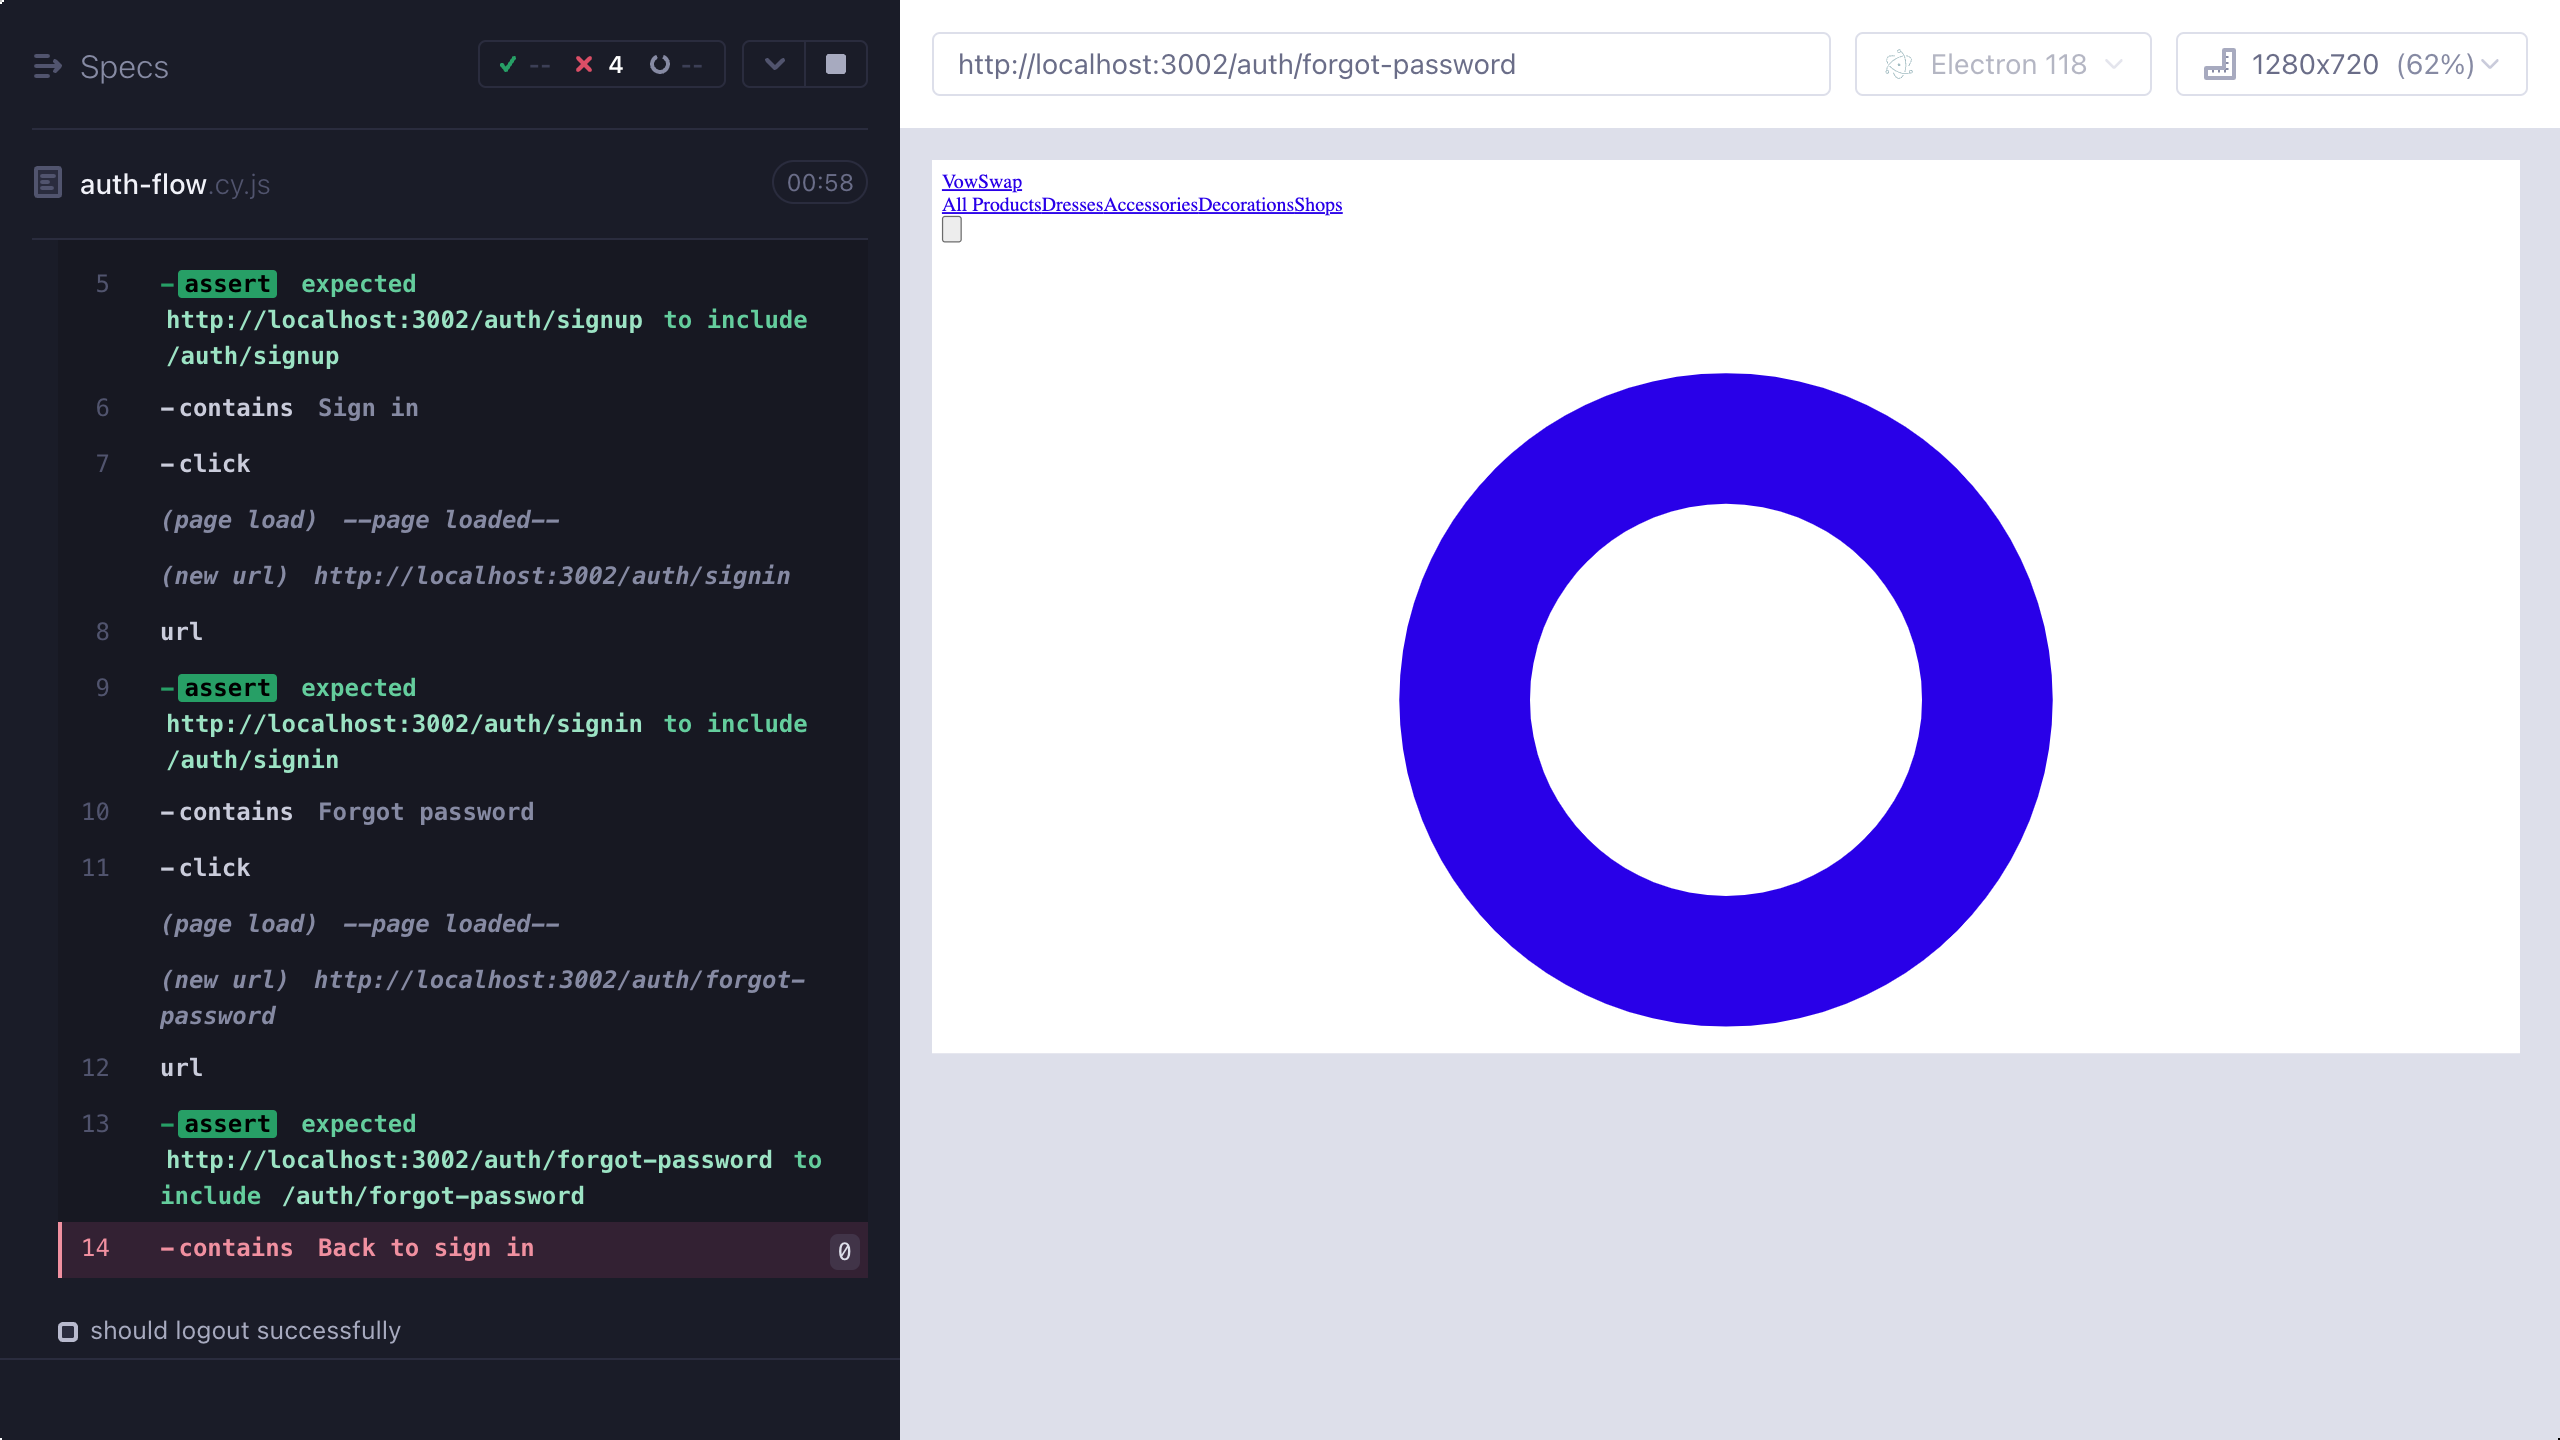 Specs
-- 4 --
auth-flow.cy.js
00:58
5 -assert expected
http://localhost:3002/auth/signup to include
/auth/signup
6 -contains Sign in
7 -click
(page load) --page loaded--
(new url) http://localhost:3002/auth/signin
8 url
9 -assert expected
http://localhost:3002/auth/signin to include
/auth/signin
10 -contains Forgot password
11 -click
(page load) --page loaded--
(new url) http://localhost:3002/auth/forgot-
password
12 url
13 -assert expected
http://localhost:3002/auth/forgot-password to
include /auth/forgot-password
14 -contains Back to sign in 0
should logout successfully
http://localhost:3002/auth/forgot-password
Electron 118
1280x720 (62%)
VowSwap
All ProductsDressesAccessoriesDecorationsShops